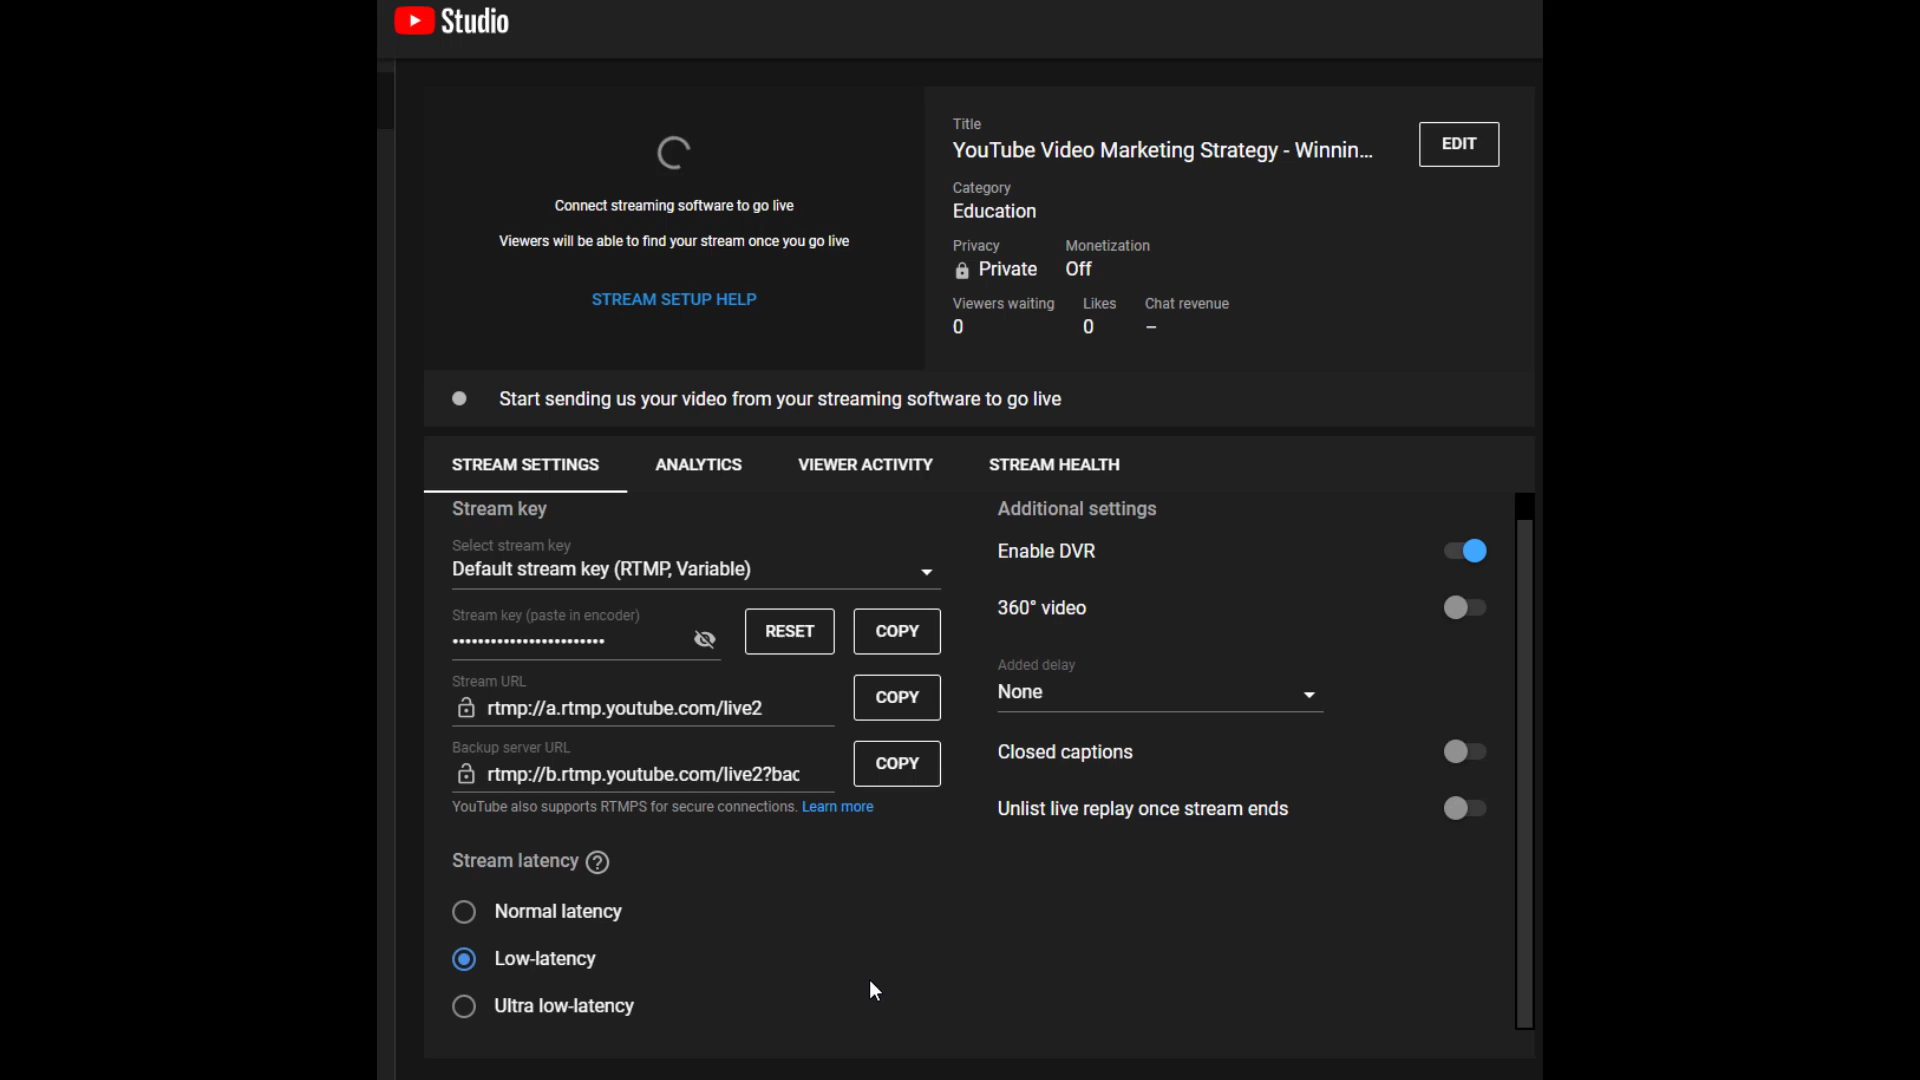 Studio
Connect streaming software to go live
Viewers will be able to find your stream once you go live
STREAM SETUP HELP
Title
YouTube Video Marketing Strategy - Winnin...
EDIT
Category
Education
Privacy Monetization
Private Off
Viewers waiting Likes Chat revenue
0 0 –
Start sending us your video from your streaming software to go live
STREAM SETTINGS ANALYTICS VIEWER ACTIVITY STREAM HEALTH
Stream key
Select stream key
Default stream key (RTMP, Variable)
Stream key (paste in encoder)
••••••••••••••••••••••••
RESET COPY
Stream URL
rtmp://a.rtmp.youtube.com/live2
COPY
Backup server URL
rtmp://b.rtmp.youtube.com/live2?bac
COPY
YouTube also supports RTMPS for secure connections. Learn more
Stream latency
Normal latency
Low-latency
Ultra low-latency
Additional settings
Enable DVR
360° video
Added delay
None
Closed captions
Unlist live replay once stream ends